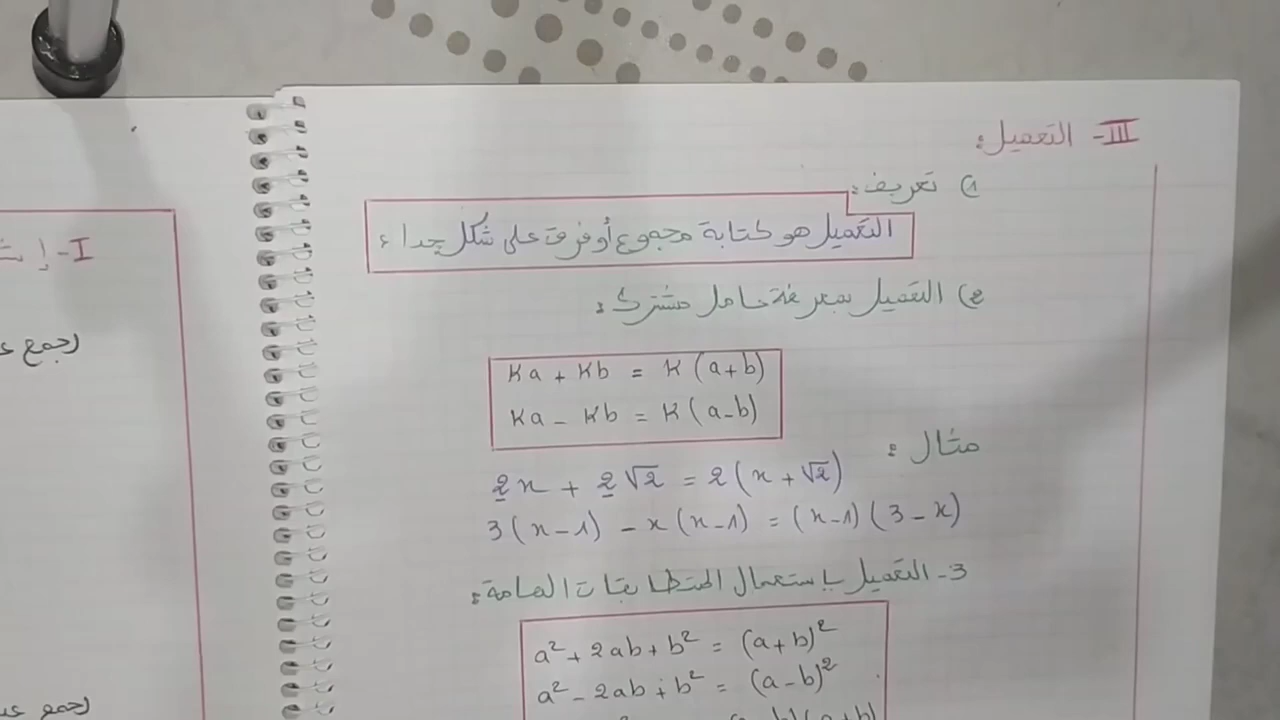 III- التعميل:
1) تعريف:
التعميل هو كتابة مجموع أو فرق على شكل جداء
2) التعميل بمعرفة عامل مشترك:
Ka + Kb = K (a+b)
Ka - Kb = K (a-b)
مثال:
2x + 2√2 = 2(x + √2)
3(x-1) - x(x-1) = (x-1)(3-x)
3- التعميل باستعمال المتطابقات الهامة:
a² + 2ab + b² = (a+b)²
a² - 2ab + b² = (a-b)²
I-
اجمع
اجمع